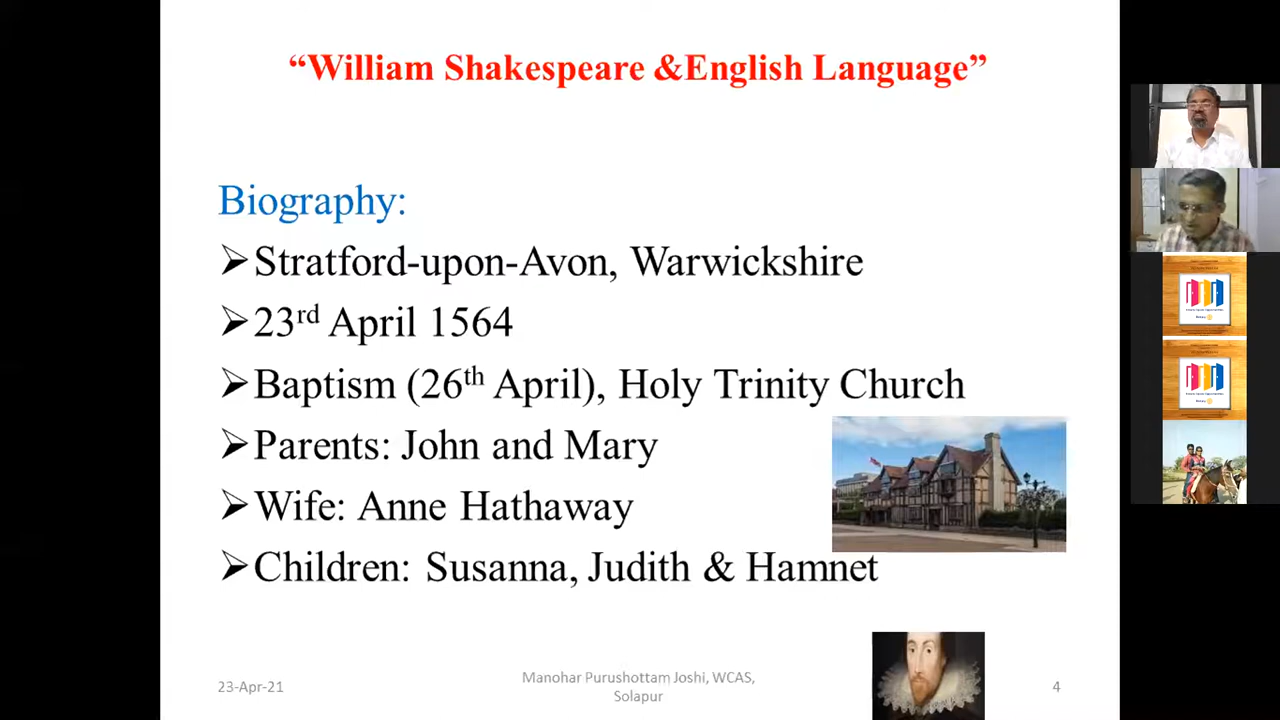 “William Shakespeare &English Language”
Biography:
➢Stratford-upon-Avon, Warwickshire
➢23rd April 1564
➢Baptism (26th April), Holy Trinity Church
➢Parents: John and Mary
➢Wife: Anne Hathaway
➢Children: Susanna, Judith & Hamnet
23-Apr-21
Manohar Purushottam Joshi, WCAS,
Solapur
4